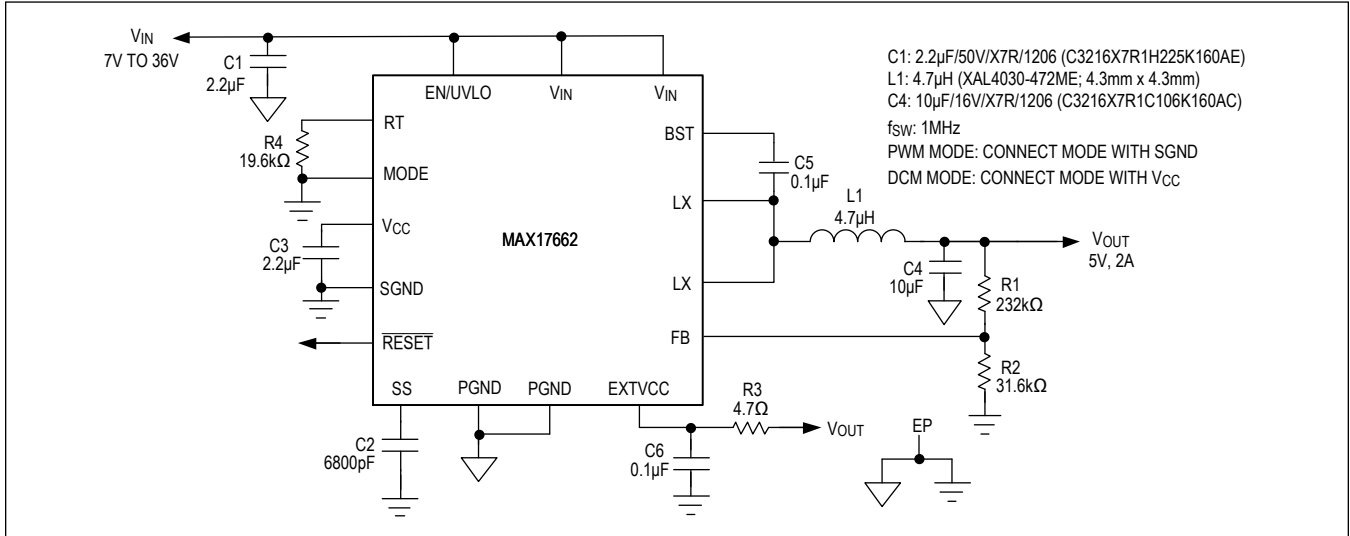 VIN
7V TO 36V
C1
2.2µF
EN/UVLO
VIN
VIN
C1: 2.2µF/50V/X7R/1206 (C3216X7R1H225K160AE)
L1: 4.7µH (XAL4030-472ME; 4.3mm x 4.3mm)
C4: 10µF/16V/X7R/1206 (C3216X7R1C106K160AC)
fSW: 1MHz
PWM MODE: CONNECT MODE WITH SGND
DCM MODE: CONNECT MODE WITH VCC
RT
R4
19.6kΩ
MODE
BST
C5
0.1µF
LX
L1
4.7µH
VCC
C3
2.2µF
MAX17662
VOUT
5V, 2A
C4
10µF
R1
232kΩ
SGND
LX
RESET
FB
R2
31.6kΩ
SS
PGND
PGND
EXTVCC
R3
4.7Ω
VOUT
C2
6800pF
C6
0.1µF
EP